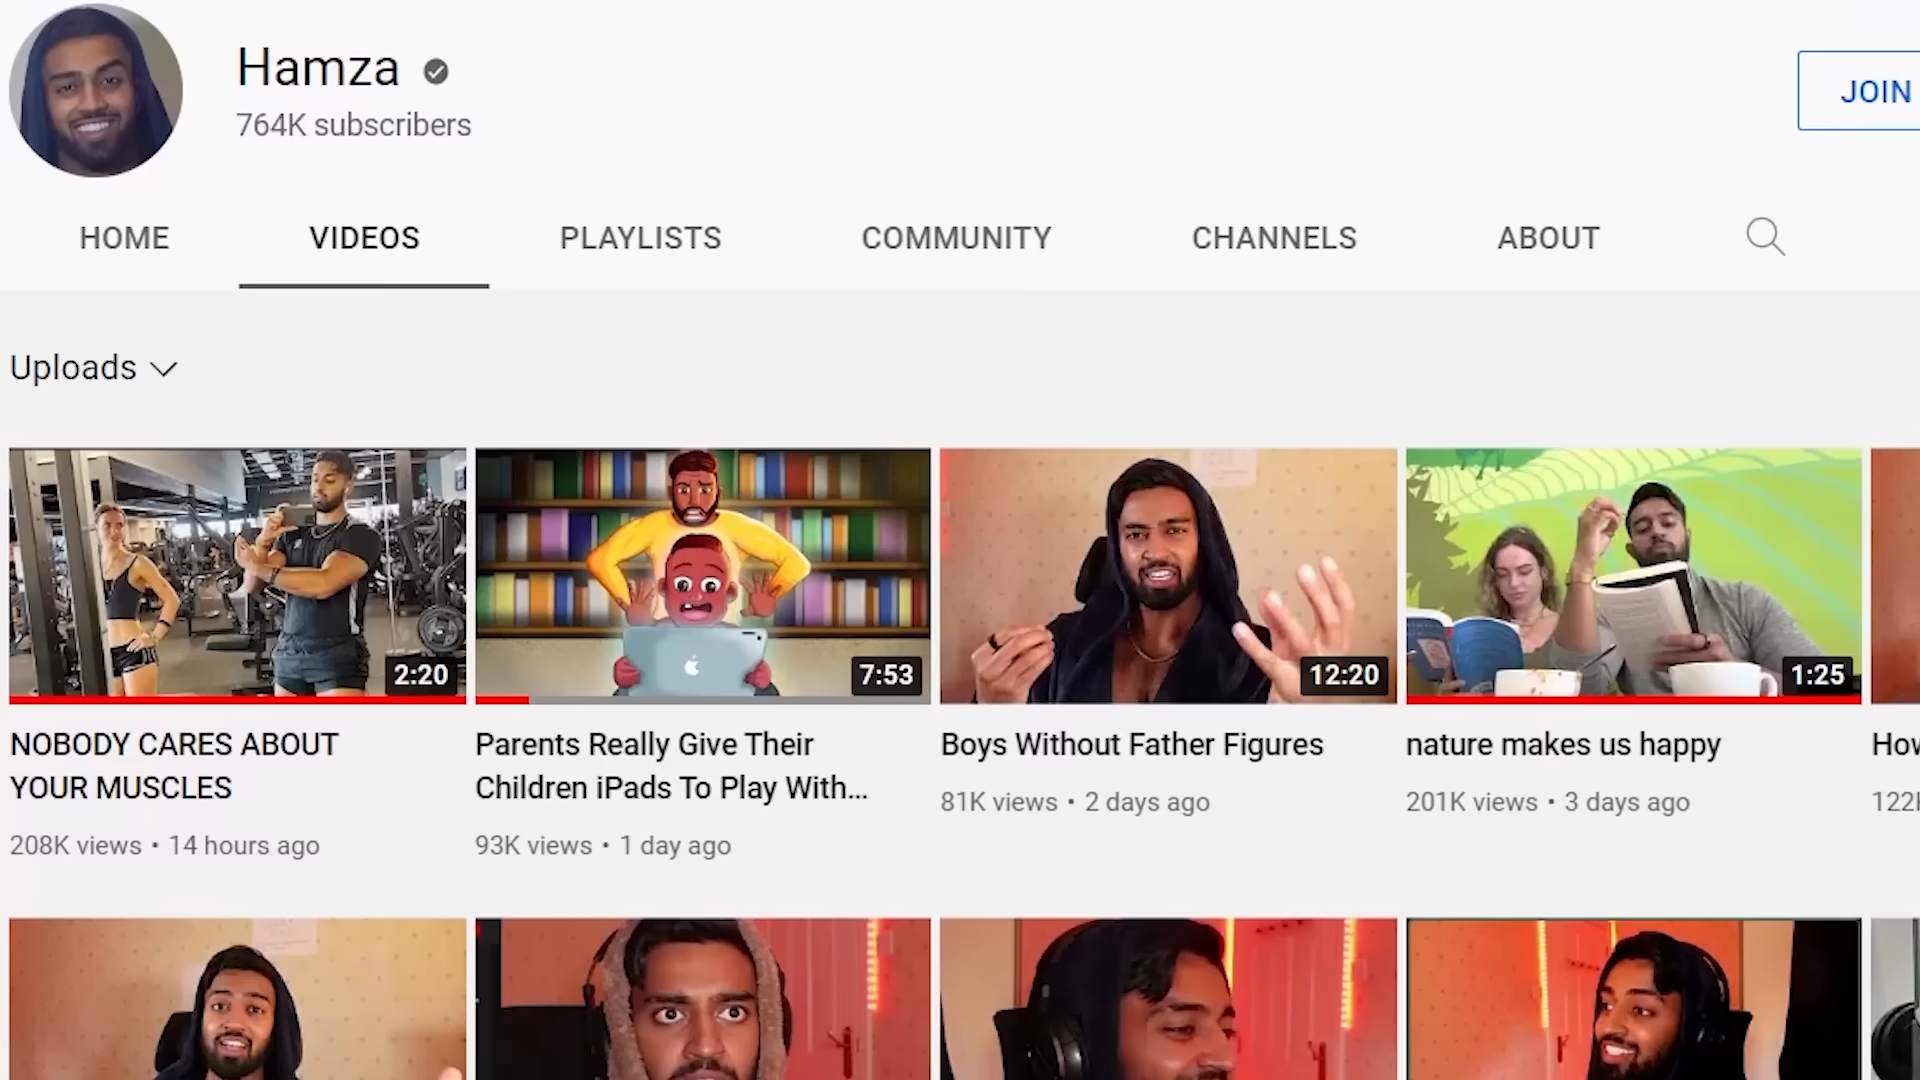 Hamza
764K subscribers
JOIN
HOME
VIDEOS
PLAYLISTS
COMMUNITY
CHANNELS
ABOUT
Uploads
2:20
7:53
12:20
1:25
NOBODY CARES ABOUT
YOUR MUSCLES
208K views • 14 hours ago
Parents Really Give Their
Children iPads To Play With...
93K views • 1 day ago
Boys Without Father Figures
81K views • 2 days ago
nature makes us happy
201K views • 3 days ago